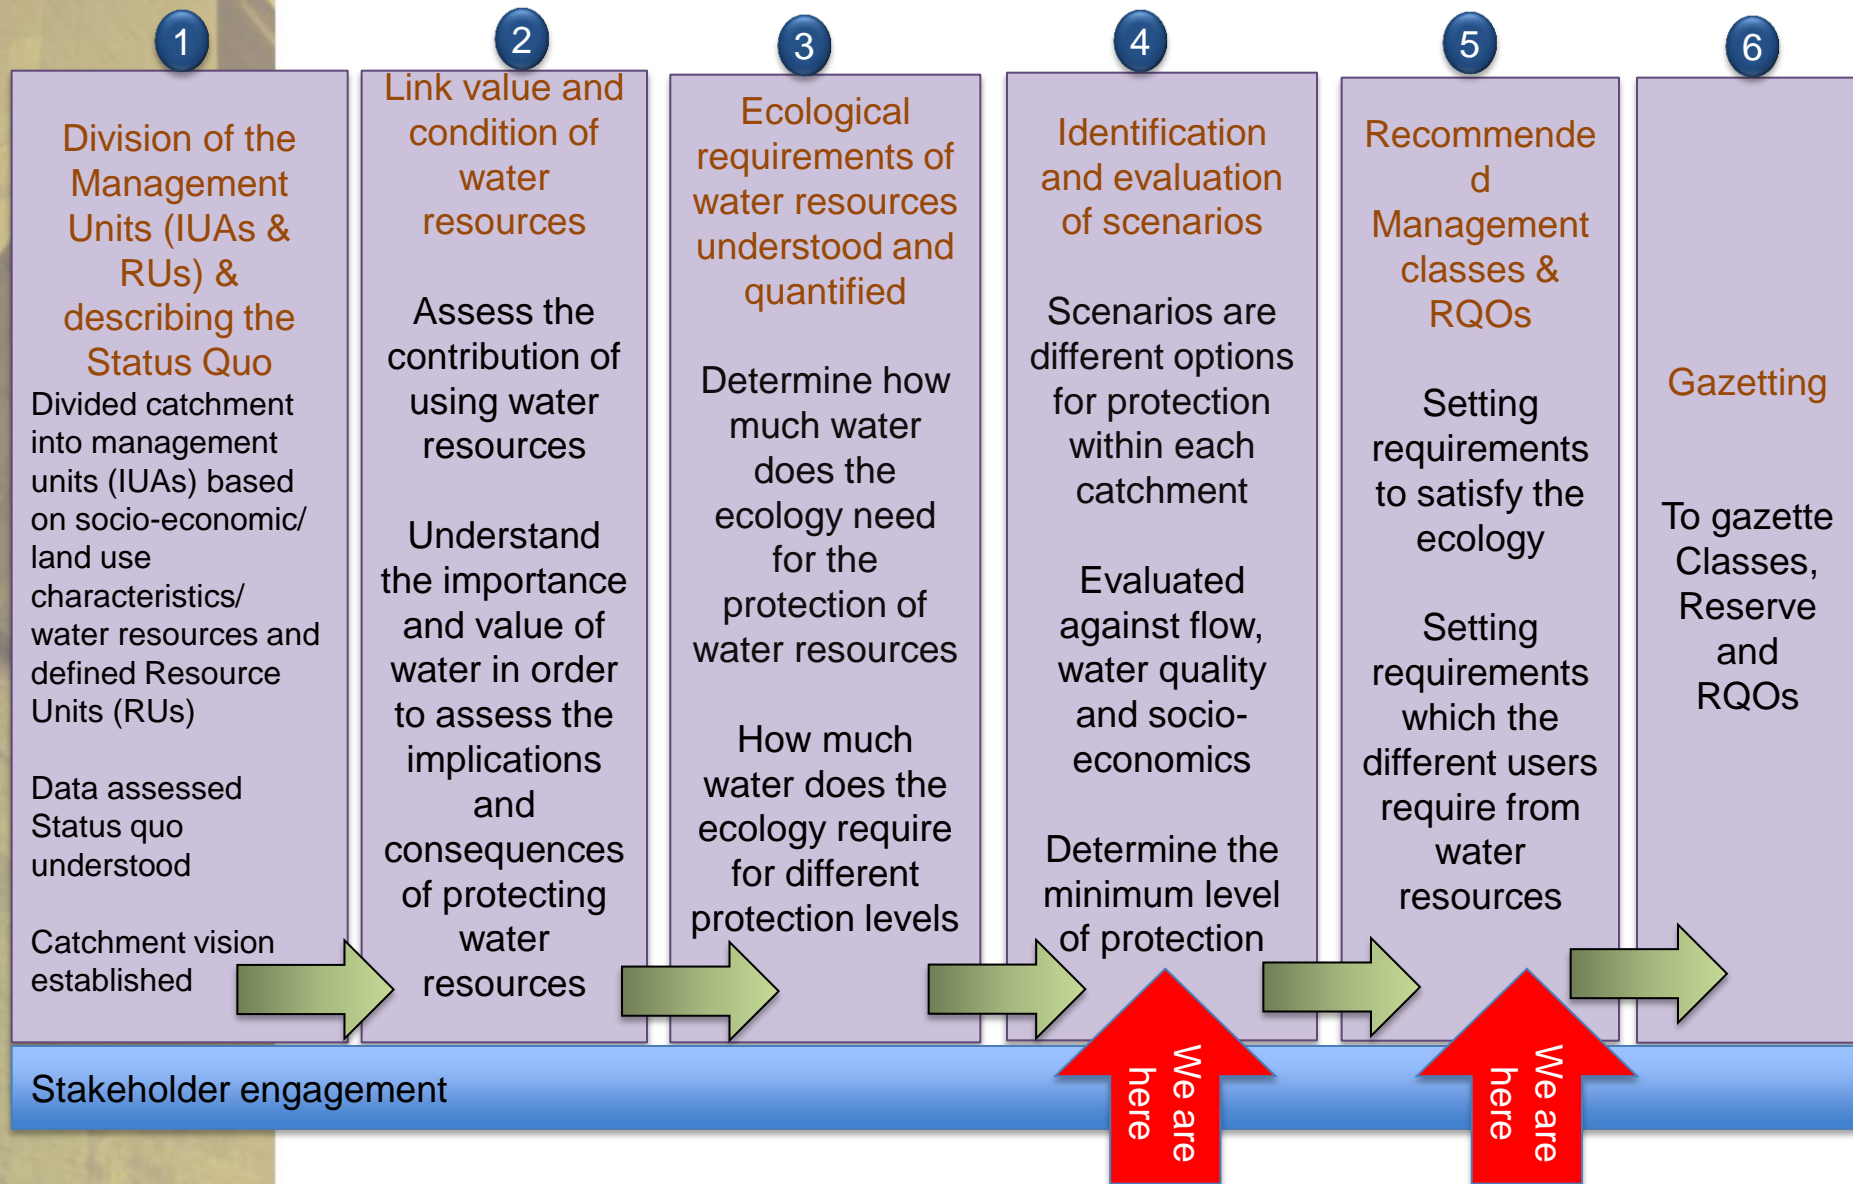 1
Division of the
Management
Units (IUAs &
RUs) &
describing the
Status Quo
Divided catchment
into management
units (IUAs) based
on socio-economic/
land use
characteristics/
water resources and
defined Resource
Units (RUs)
Data assessed
Status quo
understood
Catchment vision
established
2
Link value and
condition of
water
resources
Assess the
contribution of
using water
resources
Understand
the importance
and value of
water in order
to assess the
implications
and
consequences
of protecting
water
resources
3
Ecological
requirements of
water resources
understood and
quantified
Determine how
much water
does the
ecology need
for the
protection of
water resources
How much
water does the
ecology require
for different
protection levels
4
Identification
and evaluation
of scenarios
Scenarios are
different options
for protection
within each
catchment
Evaluated
against flow,
water quality
and socio-
economics
Determine the
minimum level
of protection
5
Recommende
d
Management
classes &
RQOs
Setting
requirements
to satisfy the
ecology
Setting
requirements
which the
different users
require from
water
resources
6
Gazetting
To gazette
Classes,
Reserve
and
RQOs
Stakeholder engagement
We are
here
We are
here